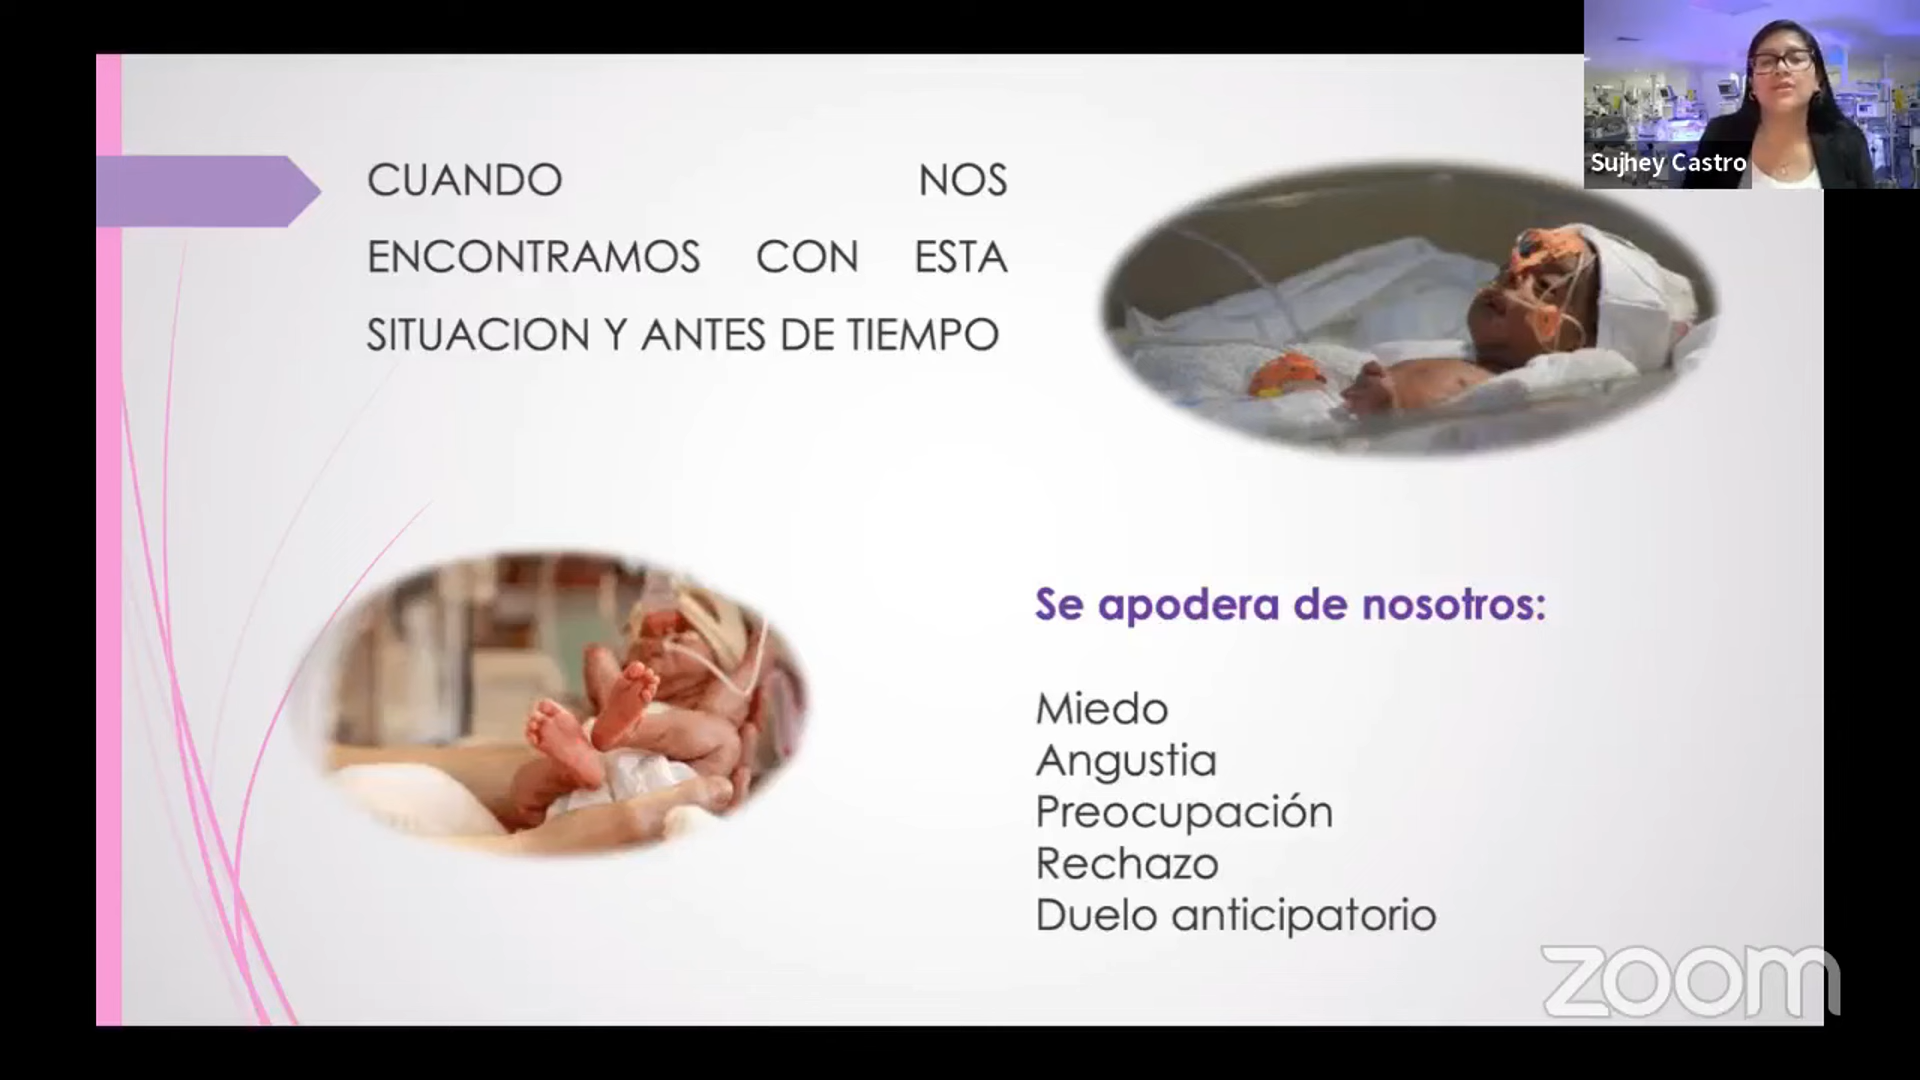 CUANDO NOS
ENCONTRAMOS CON ESTA
SITUACION Y ANTES DE TIEMPO
Sujhey Castro
Se apodera de nosotros:
Miedo
Angustia
Preocupación
Rechazo
Duelo anticipatorio
zoom